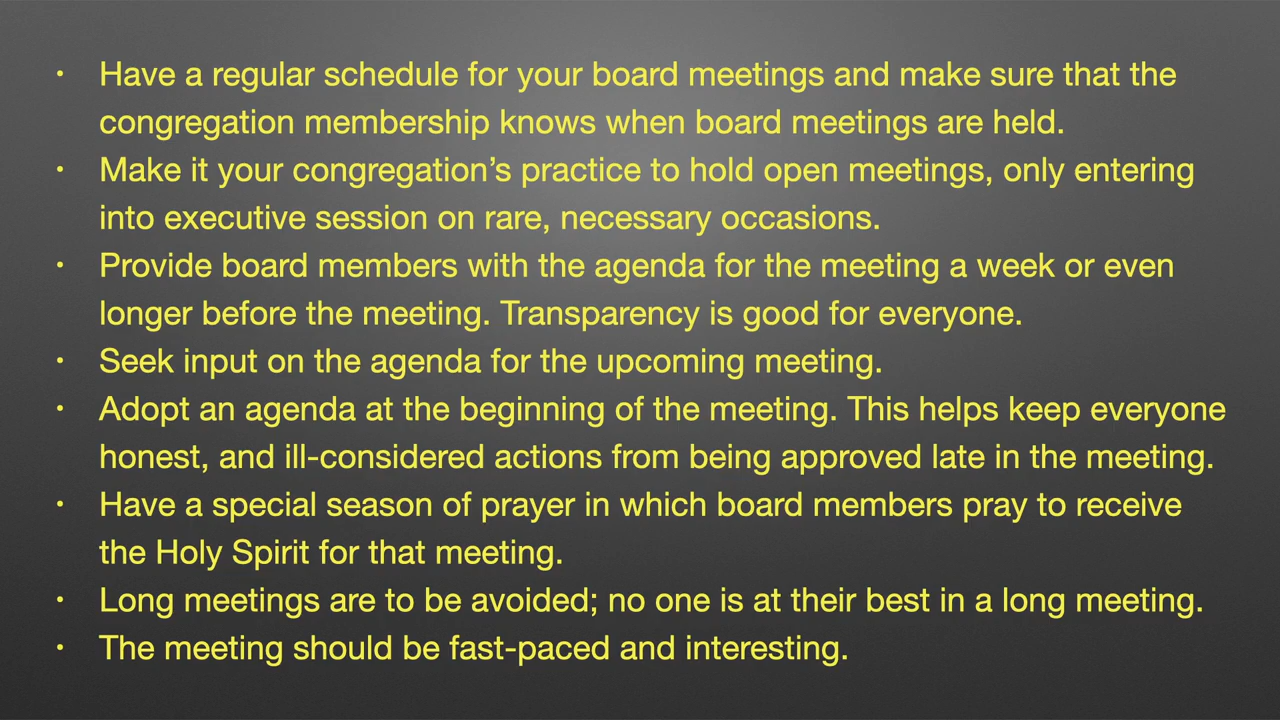 • Have a regular schedule for your board meetings and make sure that the
congregation membership knows when board meetings are held.
• Make it your congregation’s practice to hold open meetings, only entering
into executive session on rare, necessary occasions.
• Provide board members with the agenda for the meeting a week or even
longer before the meeting. Transparency is good for everyone.
• Seek input on the agenda for the upcoming meeting.
• Adopt an agenda at the beginning of the meeting. This helps keep everyone
honest, and ill-considered actions from being approved late in the meeting.
• Have a special season of prayer in which board members pray to receive
the Holy Spirit for that meeting.
• Long meetings are to be avoided; no one is at their best in a long meeting.
• The meeting should be fast-paced and interesting.